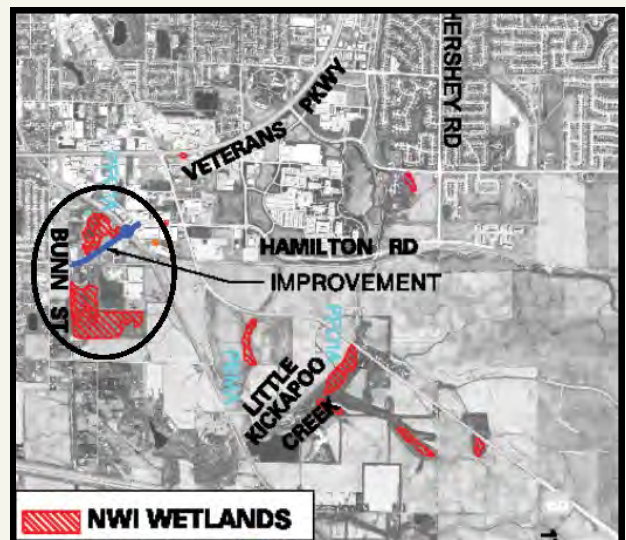 HERSHEY RD
VETERANS PKWY
BUNN ST
HAMILTON RD
IMPROVEMENT
LITTLE
KICKAPOO
CREEK
NWI WETLANDS